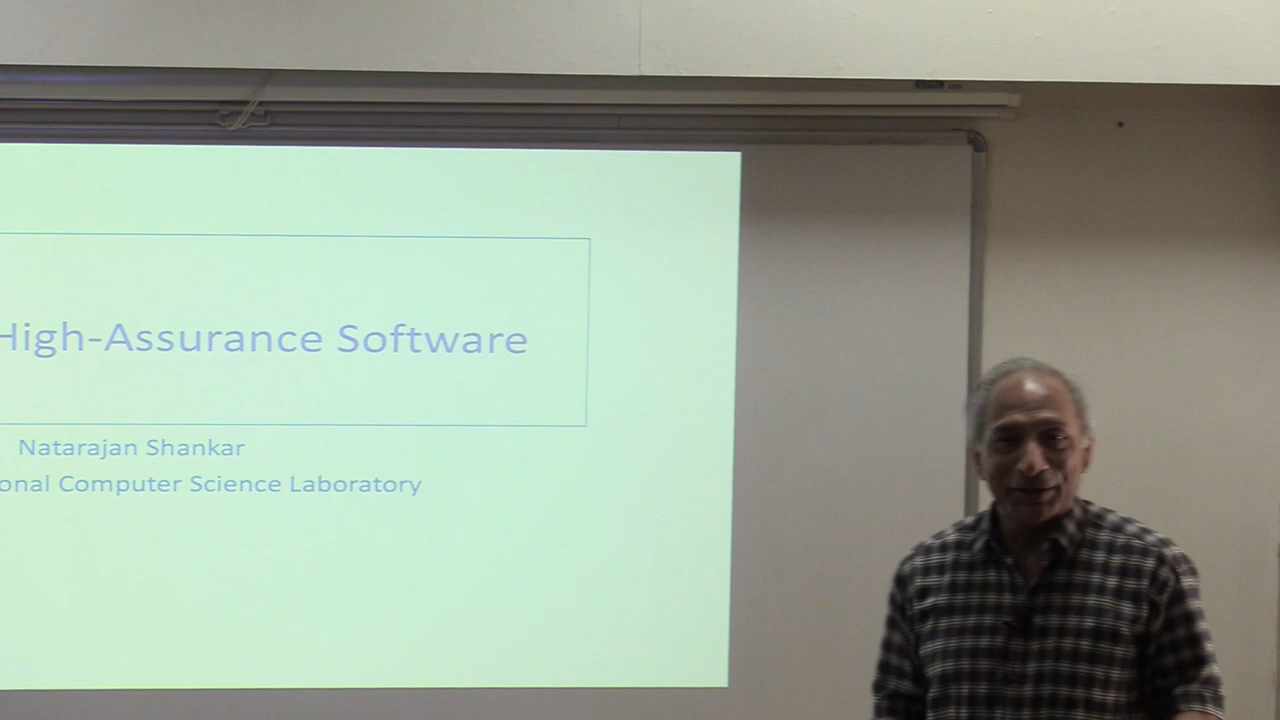 High-Assurance Software
Natarajan Shankar
onal Computer Science Laboratory